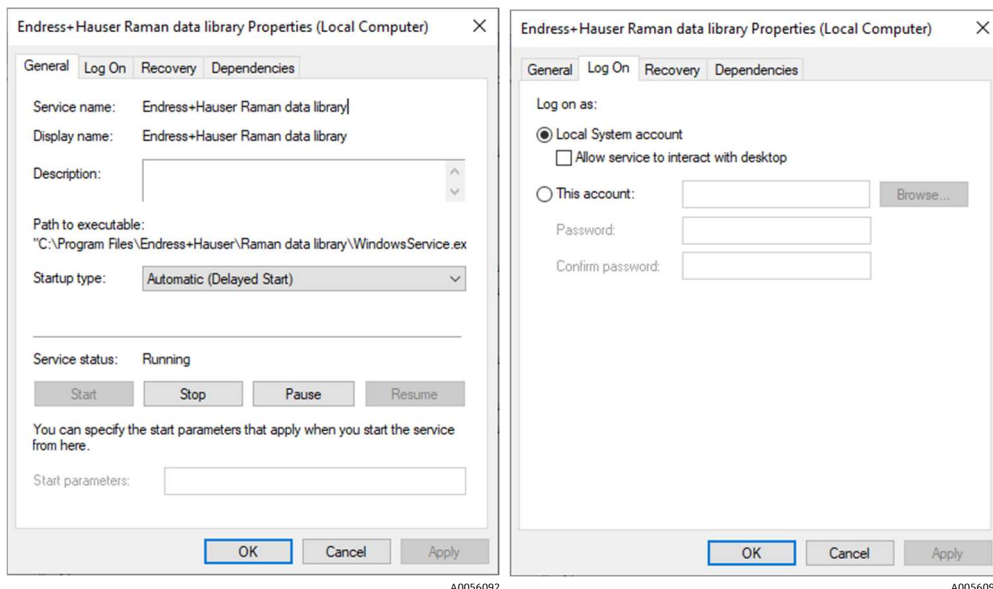 Endress+Hauser Raman data library Properties (Local Computer)
General Log On Recovery Dependencies
Service name: Endress+Hauser Raman data library
Display name: Endress+Hauser Raman data library
Description:
Path to executable:
"C:\Program Files\Endress+Hauser\Raman data library\WindowsService.ex
Startup type: Automatic (Delayed Start)
Service status: Running
Start Stop Pause Resume
You can specify the start parameters that apply when you start the service
from here.
Start parameters:
OK Cancel Apply
A0056092
Endress+Hauser Raman data library Properties (Local Computer)
General Log On Recovery Dependencies
Log on as:
Local System account
Allow service to interact with desktop
This account: Browse...
Password:
Confirm password:
OK Cancel Apply
A005609